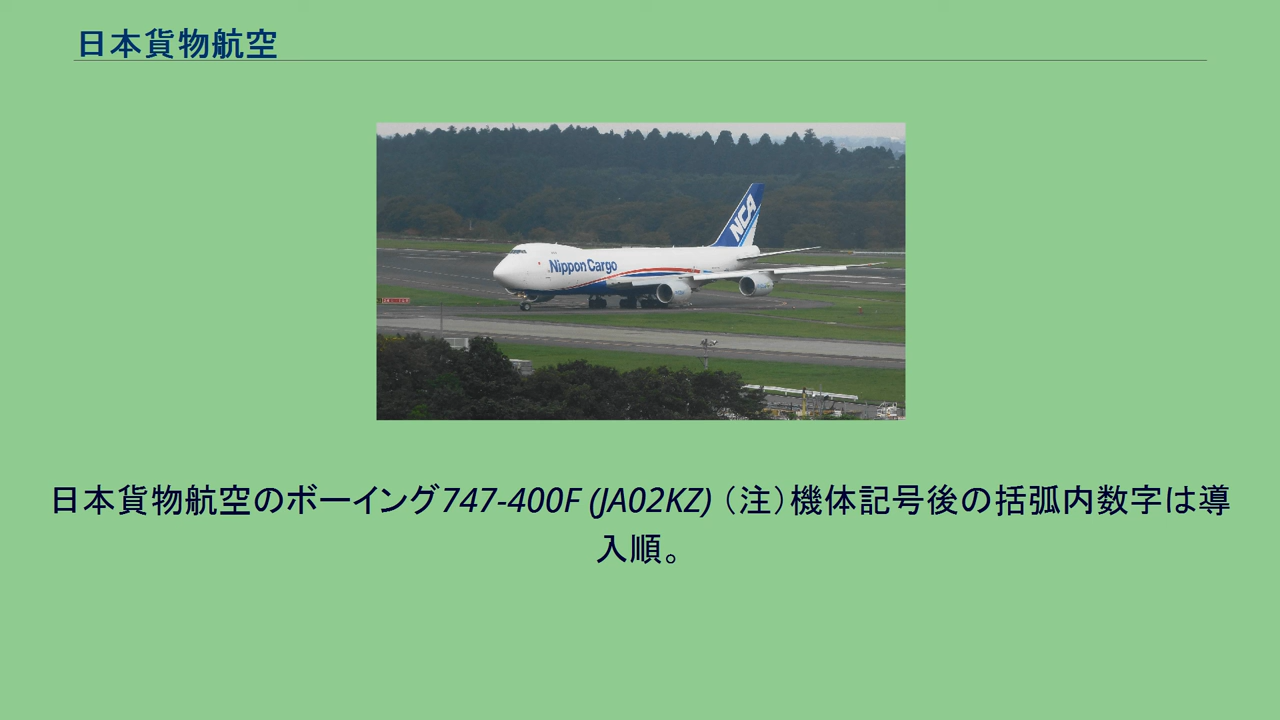 日本貨物航空
NCA
Nippon Cargo
日本貨物航空のボーイング747-400F (JA02KZ)（注）機体記号後の括弧内数字は導
入順。